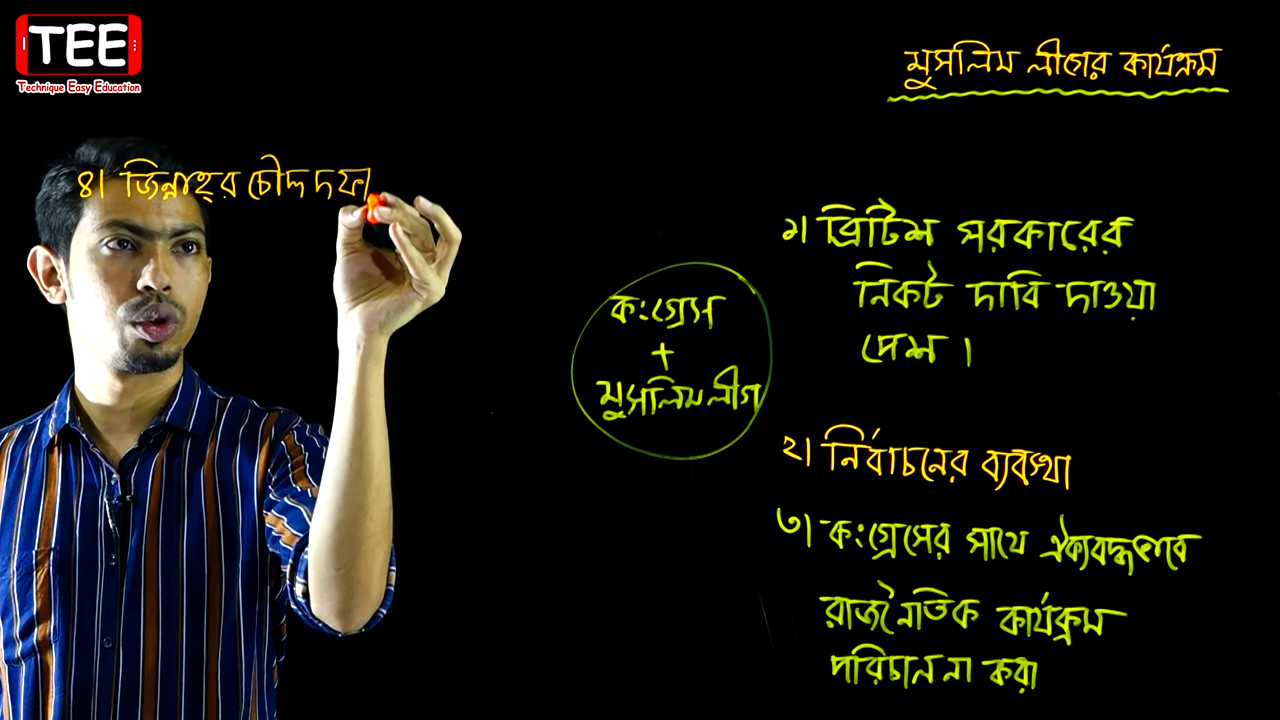 TEE
Technique Easy Education
মুসলিম লীগের কার্যক্রম
১। ব্রিটিশ সরকারের
নিকট দাবি দাওয়া
পেশ।
২। নির্বাচনের ব্যবস্থা
৩। কংগ্রেসের সাথে ঐক্যবদ্ধভাবে
রাজনৈতিক কার্যক্রম
পরিচালনা করা
কংগ্রেস
+
মুসলিম লীগ
৪। জিন্নাহ্‌র চৌদ্দ দফা